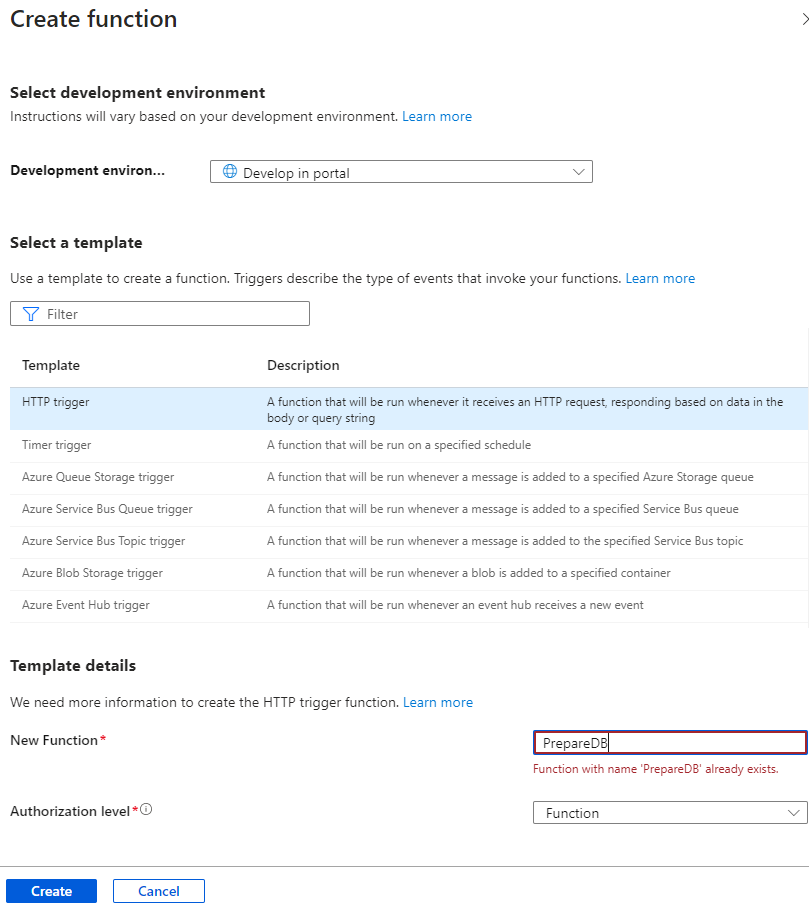 Create function
Select development environment
Instructions will vary based on your development environment. Learn more
Development environ... Develop in portal
Select a template
Use a template to create a function. Triggers describe the type of events that invoke your functions. Learn more
Filter
Template Description
HTTP trigger A function that will be run whenever it receives an HTTP request, responding based on data in the
body or query string
Timer trigger A function that will be run on a specified schedule
Azure Queue Storage trigger A function that will be run whenever a message is added to a specified Azure Storage queue
Azure Service Bus Queue trigger A function that will be run whenever a message is added to a specified Service Bus queue
Azure Service Bus Topic trigger A function that will be run whenever a message is added to the specified Service Bus topic
Azure Blob Storage trigger A function that will be run whenever a blob is added to a specified container
Azure Event Hub trigger A function that will be run whenever an event hub receives a new event
Template details
We need more information to create the HTTP trigger function. Learn more
New Function* PrepareDB
Function with name 'PrepareDB' already exists.
Authorization level* Function
Create Cancel